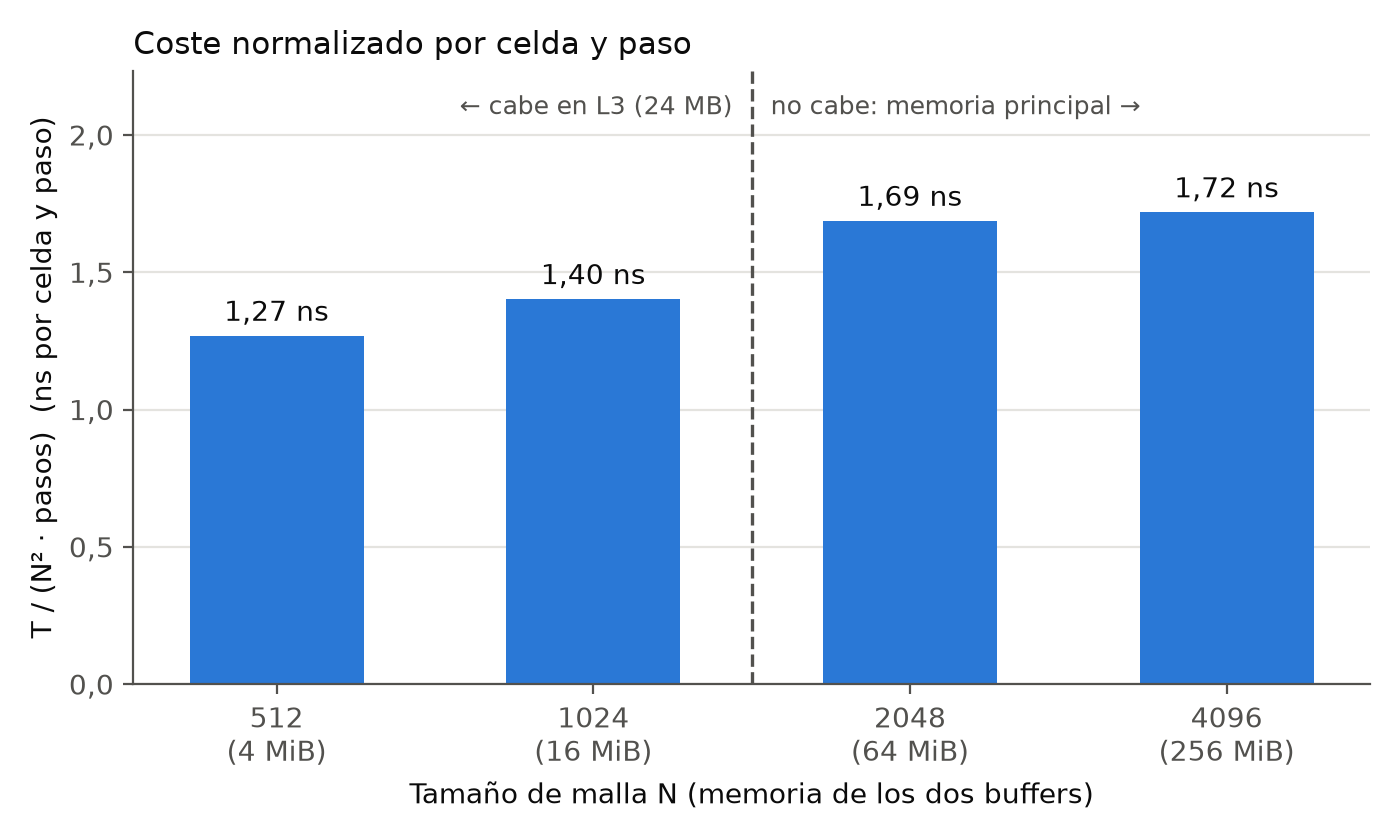 Coste normalizado por celda y paso
← cabe en L3 (24 MB)
no cabe: memoria principal →
T / (N² · pasos)  (ns por celda y paso)
2,0
1,5
1,0
0,5
0,0
1,27 ns
1,40 ns
1,69 ns
1,72 ns
512
(4 MiB)
1024
(16 MiB)
2048
(64 MiB)
4096
(256 MiB)
Tamaño de malla N (memoria de los dos buffers)